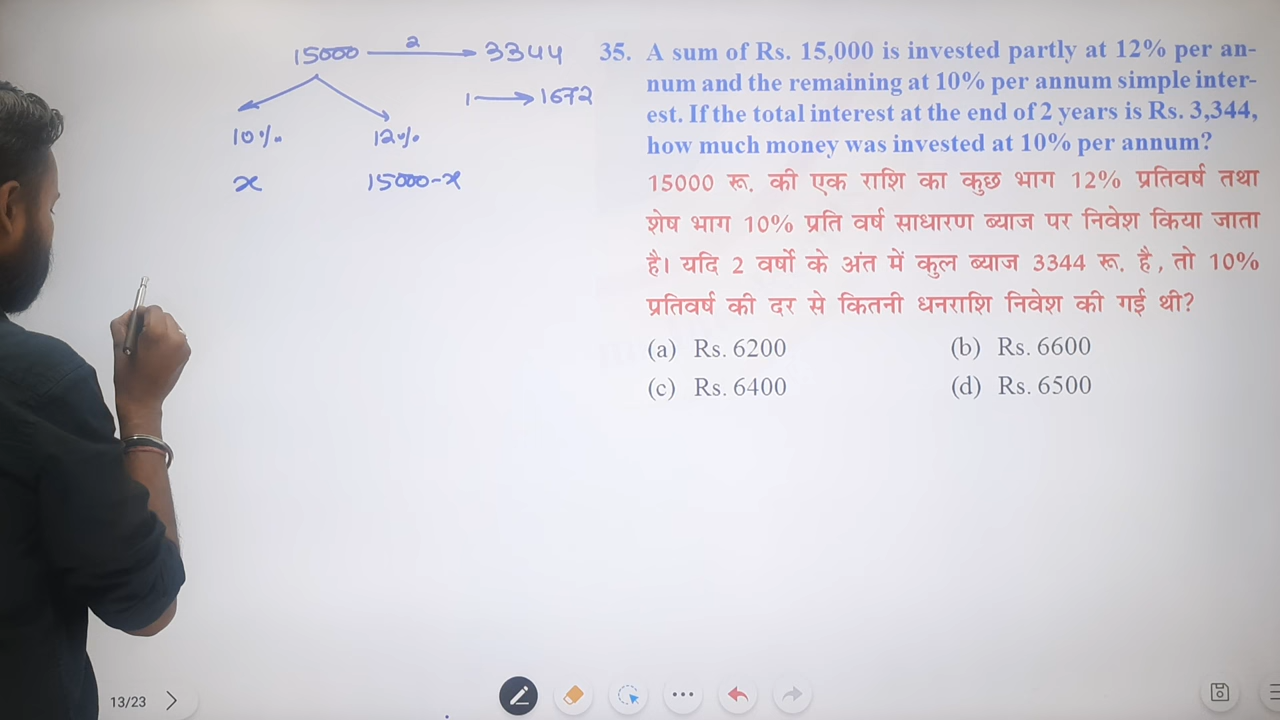 15000 2 3344
1 1672
10% 12%
x 15000-x
35. A sum of Rs. 15,000 is invested partly at 12% per an-
num and the remaining at 10% per annum simple inter-
est. If the total interest at the end of 2 years is Rs. 3,344,
how much money was invested at 10% per annum?
15000 रू. की एक राशि का कुछ भाग 12% प्रतिवर्ष तथा
शेष भाग 10% प्रति वर्ष साधारण ब्याज पर निवेश किया जाता
है। यदि 2 वर्षो के अंत में कुल ब्याज 3344 रू. है, तो 10%
प्रतिवर्ष की दर से कितनी धनराशि निवेश की गई थी?
(a) Rs. 6200 (b) Rs. 6600
(c) Rs. 6400 (d) Rs. 6500
13/23